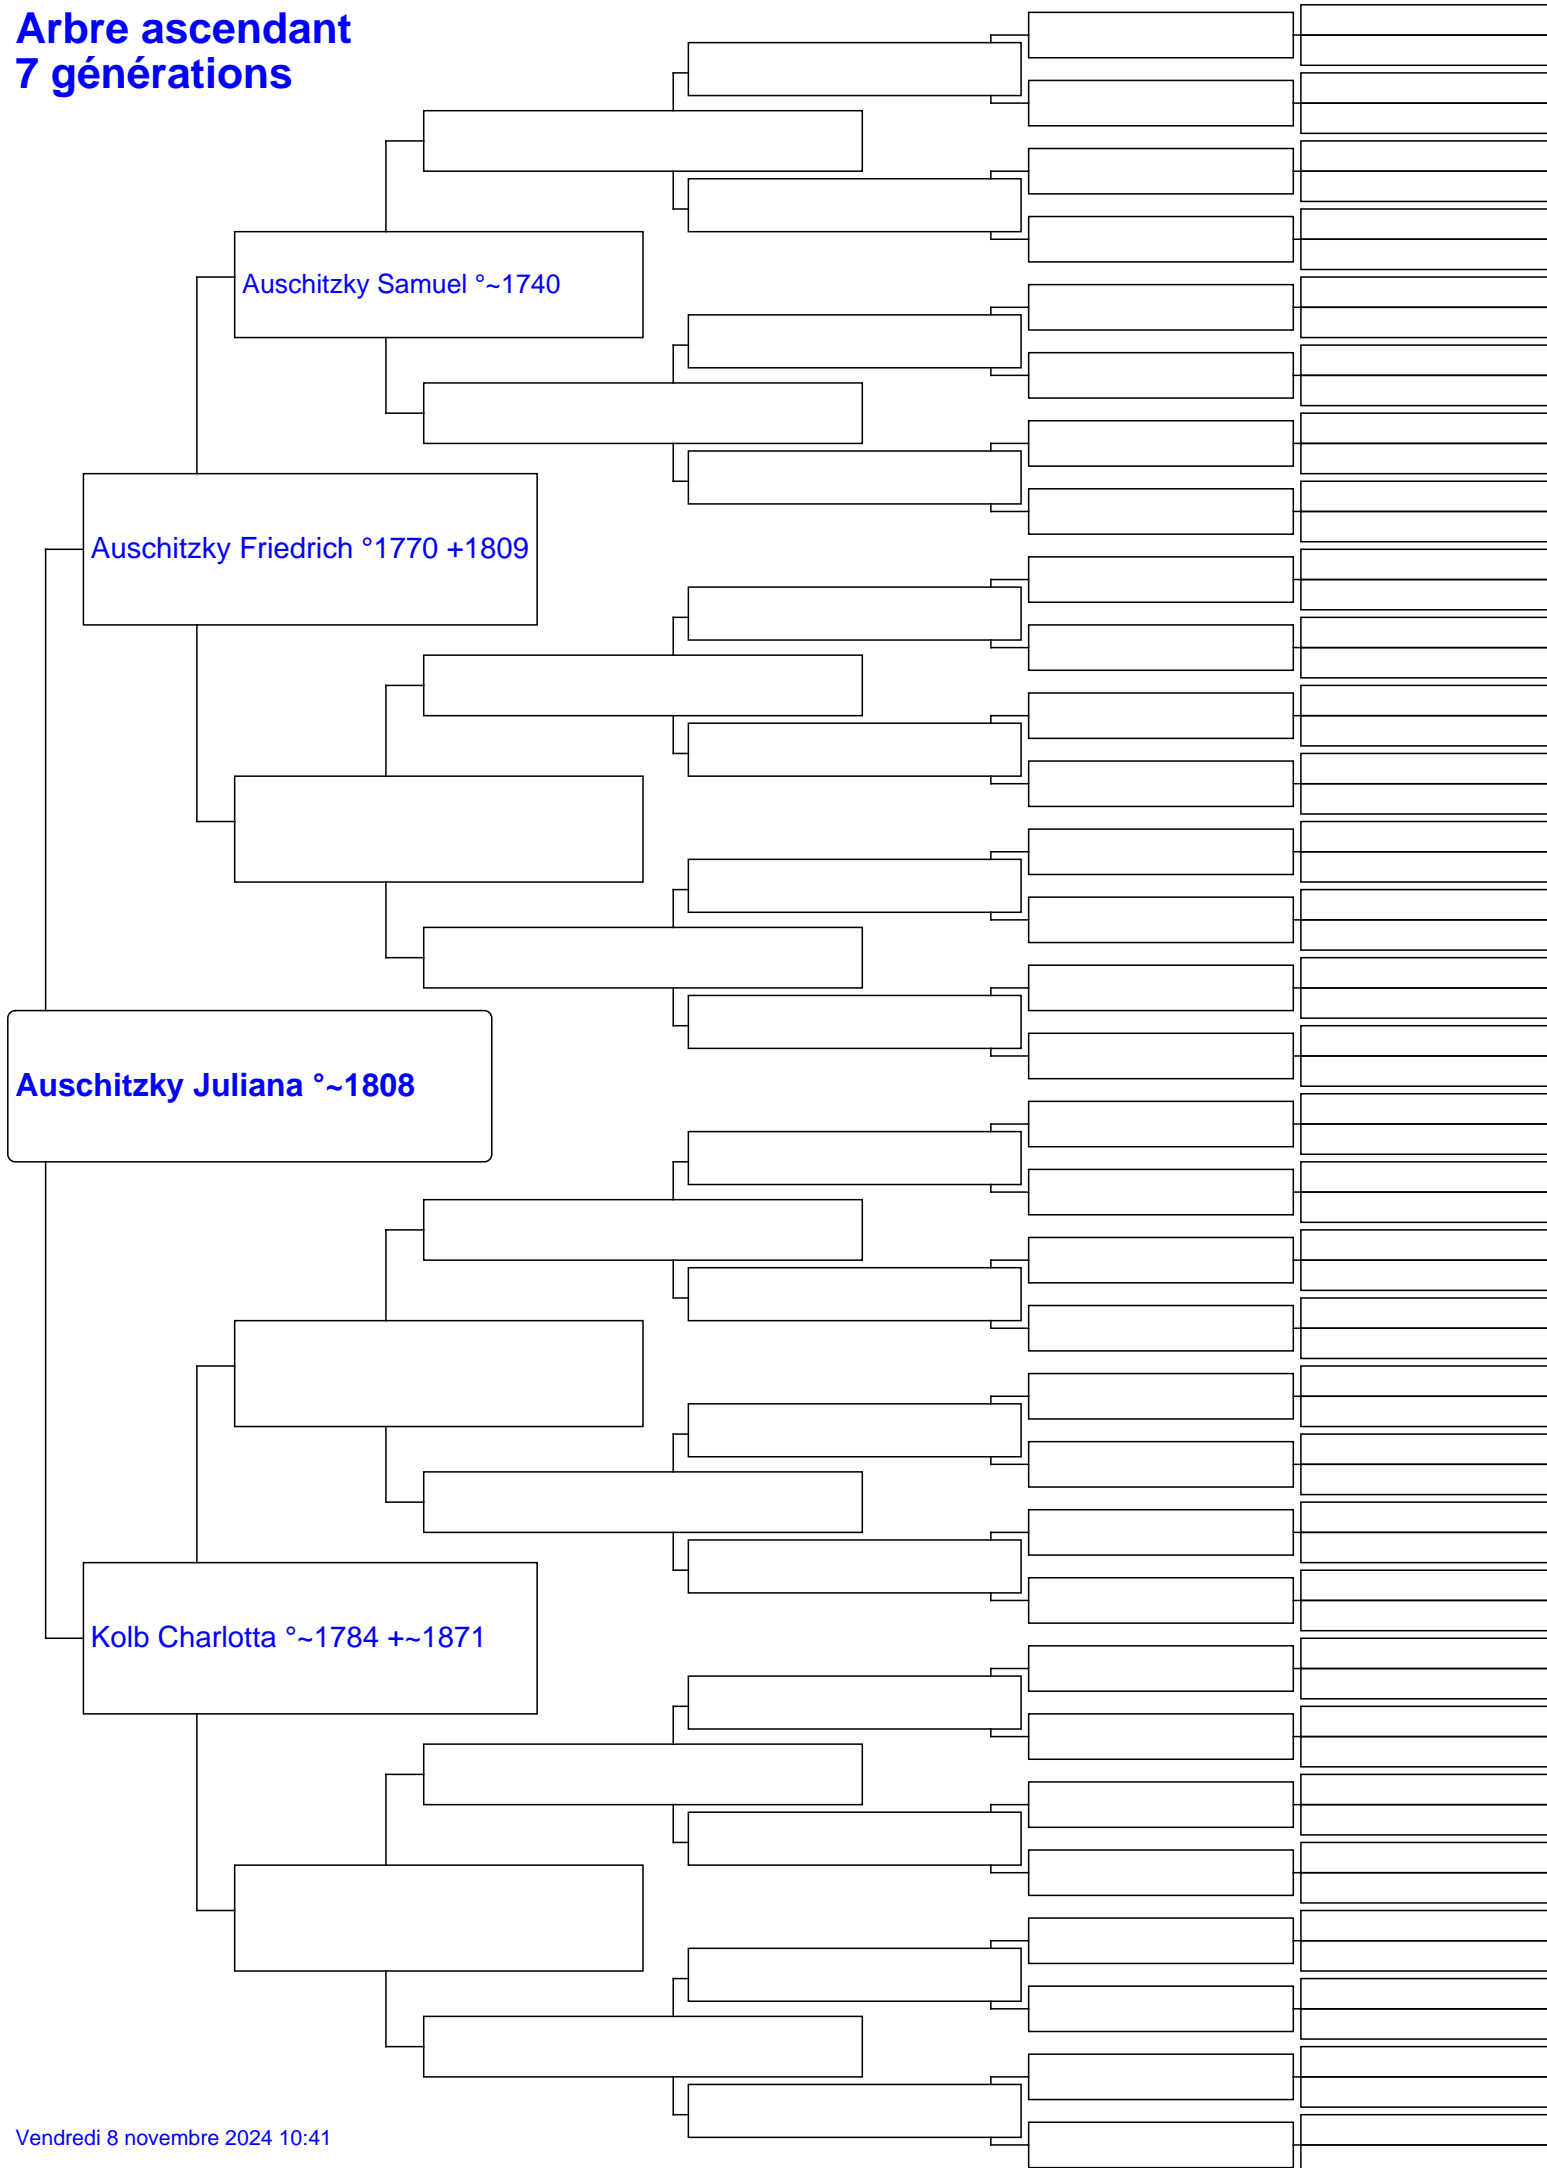 Arbre ascendant
7 générations
Auschitzky Samuel °~1740
Auschitzky Friedrich °1770 +1809
Auschitzky Juliana °~1808
Kolb Charlotta °~1784 +~1871
Vendredi 8 novembre 2024 10:41